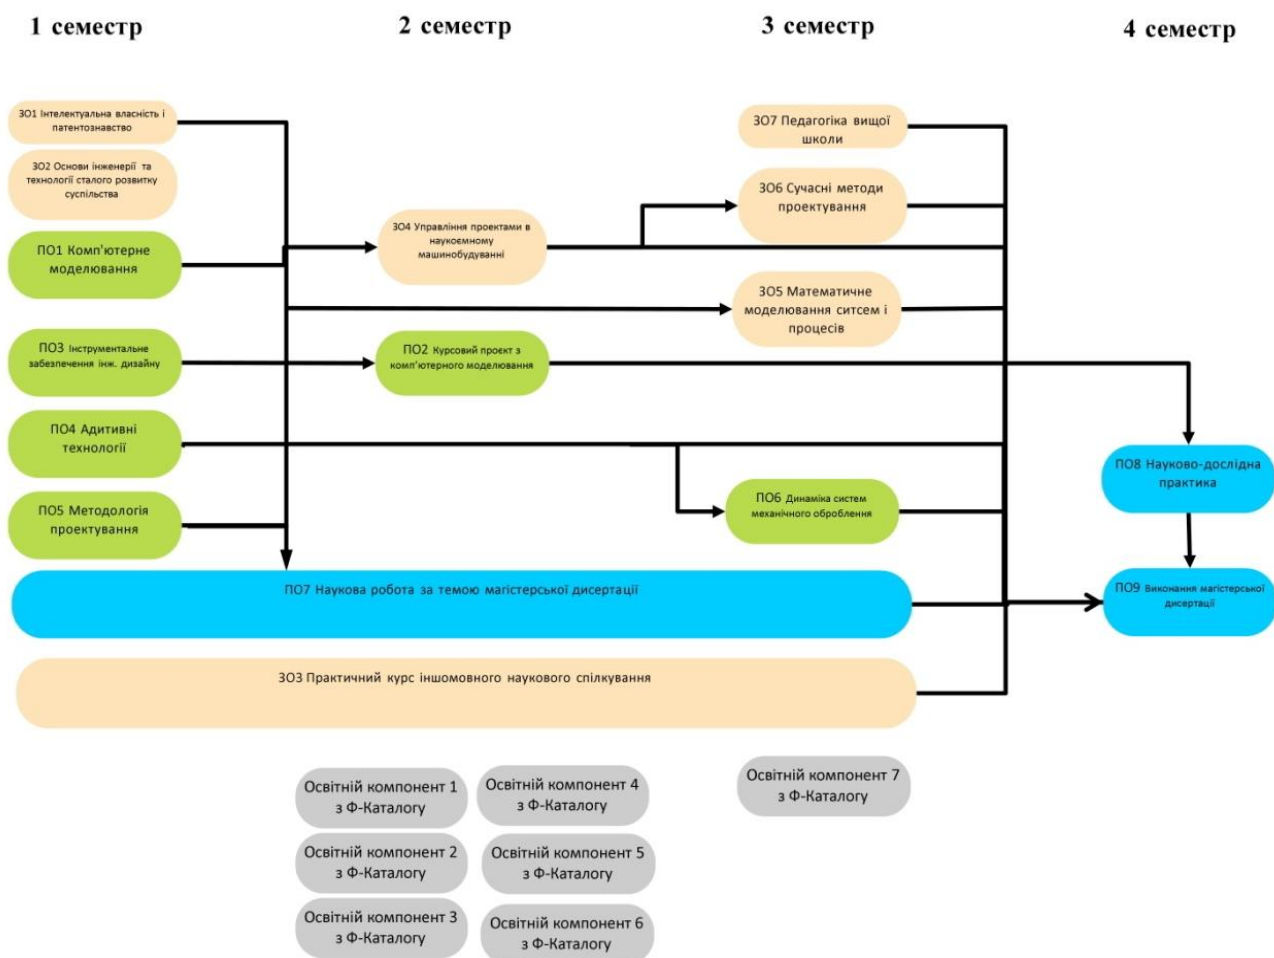 1 семестр
2 семестр
3 семестр
4 семестр
ЗО1 Інтелектуальна власність і
патентознавство
ЗО2 Основи інженерії та
технології сталого розвитку
суспільства
ПО1 Комп'ютерне
моделювання
ПО3 Інструментальне
забезпечення інж. дизайну
ПО4 Адитивні
технології
ПО5 Методологія
проектування
ЗО4 Управління проектами в
наукоємному
машинобудуванні
ПО2 Курсовий проєкт з
комп'ютерного моделювання
ЗО7 Педагогіка вищої
школи
ЗО6 Сучасні методи
проектування
ЗО5 Математичне
моделювання ситсем і
процесів
ПО6 Динаміка систем
механічного оброблення
ПО8 Науково-дослідна
практика
ПО9 Виконання магістерської
дисертації
ПО7 Наукова робота за темою магістерської дисертації
ЗО3 Практичний курс іншомовного наукового спілкування
Освітній компонент 1
з Ф-Каталогу
Освітній компонент 4
з Ф-Каталогу
Освітній компонент 7
з Ф-Каталогу
Освітній компонент 2
з Ф-Каталогу
Освітній компонент 5
з Ф-Каталогу
Освітній компонент 3
з Ф-Каталогу
Освітній компонент 6
з Ф-Каталогу